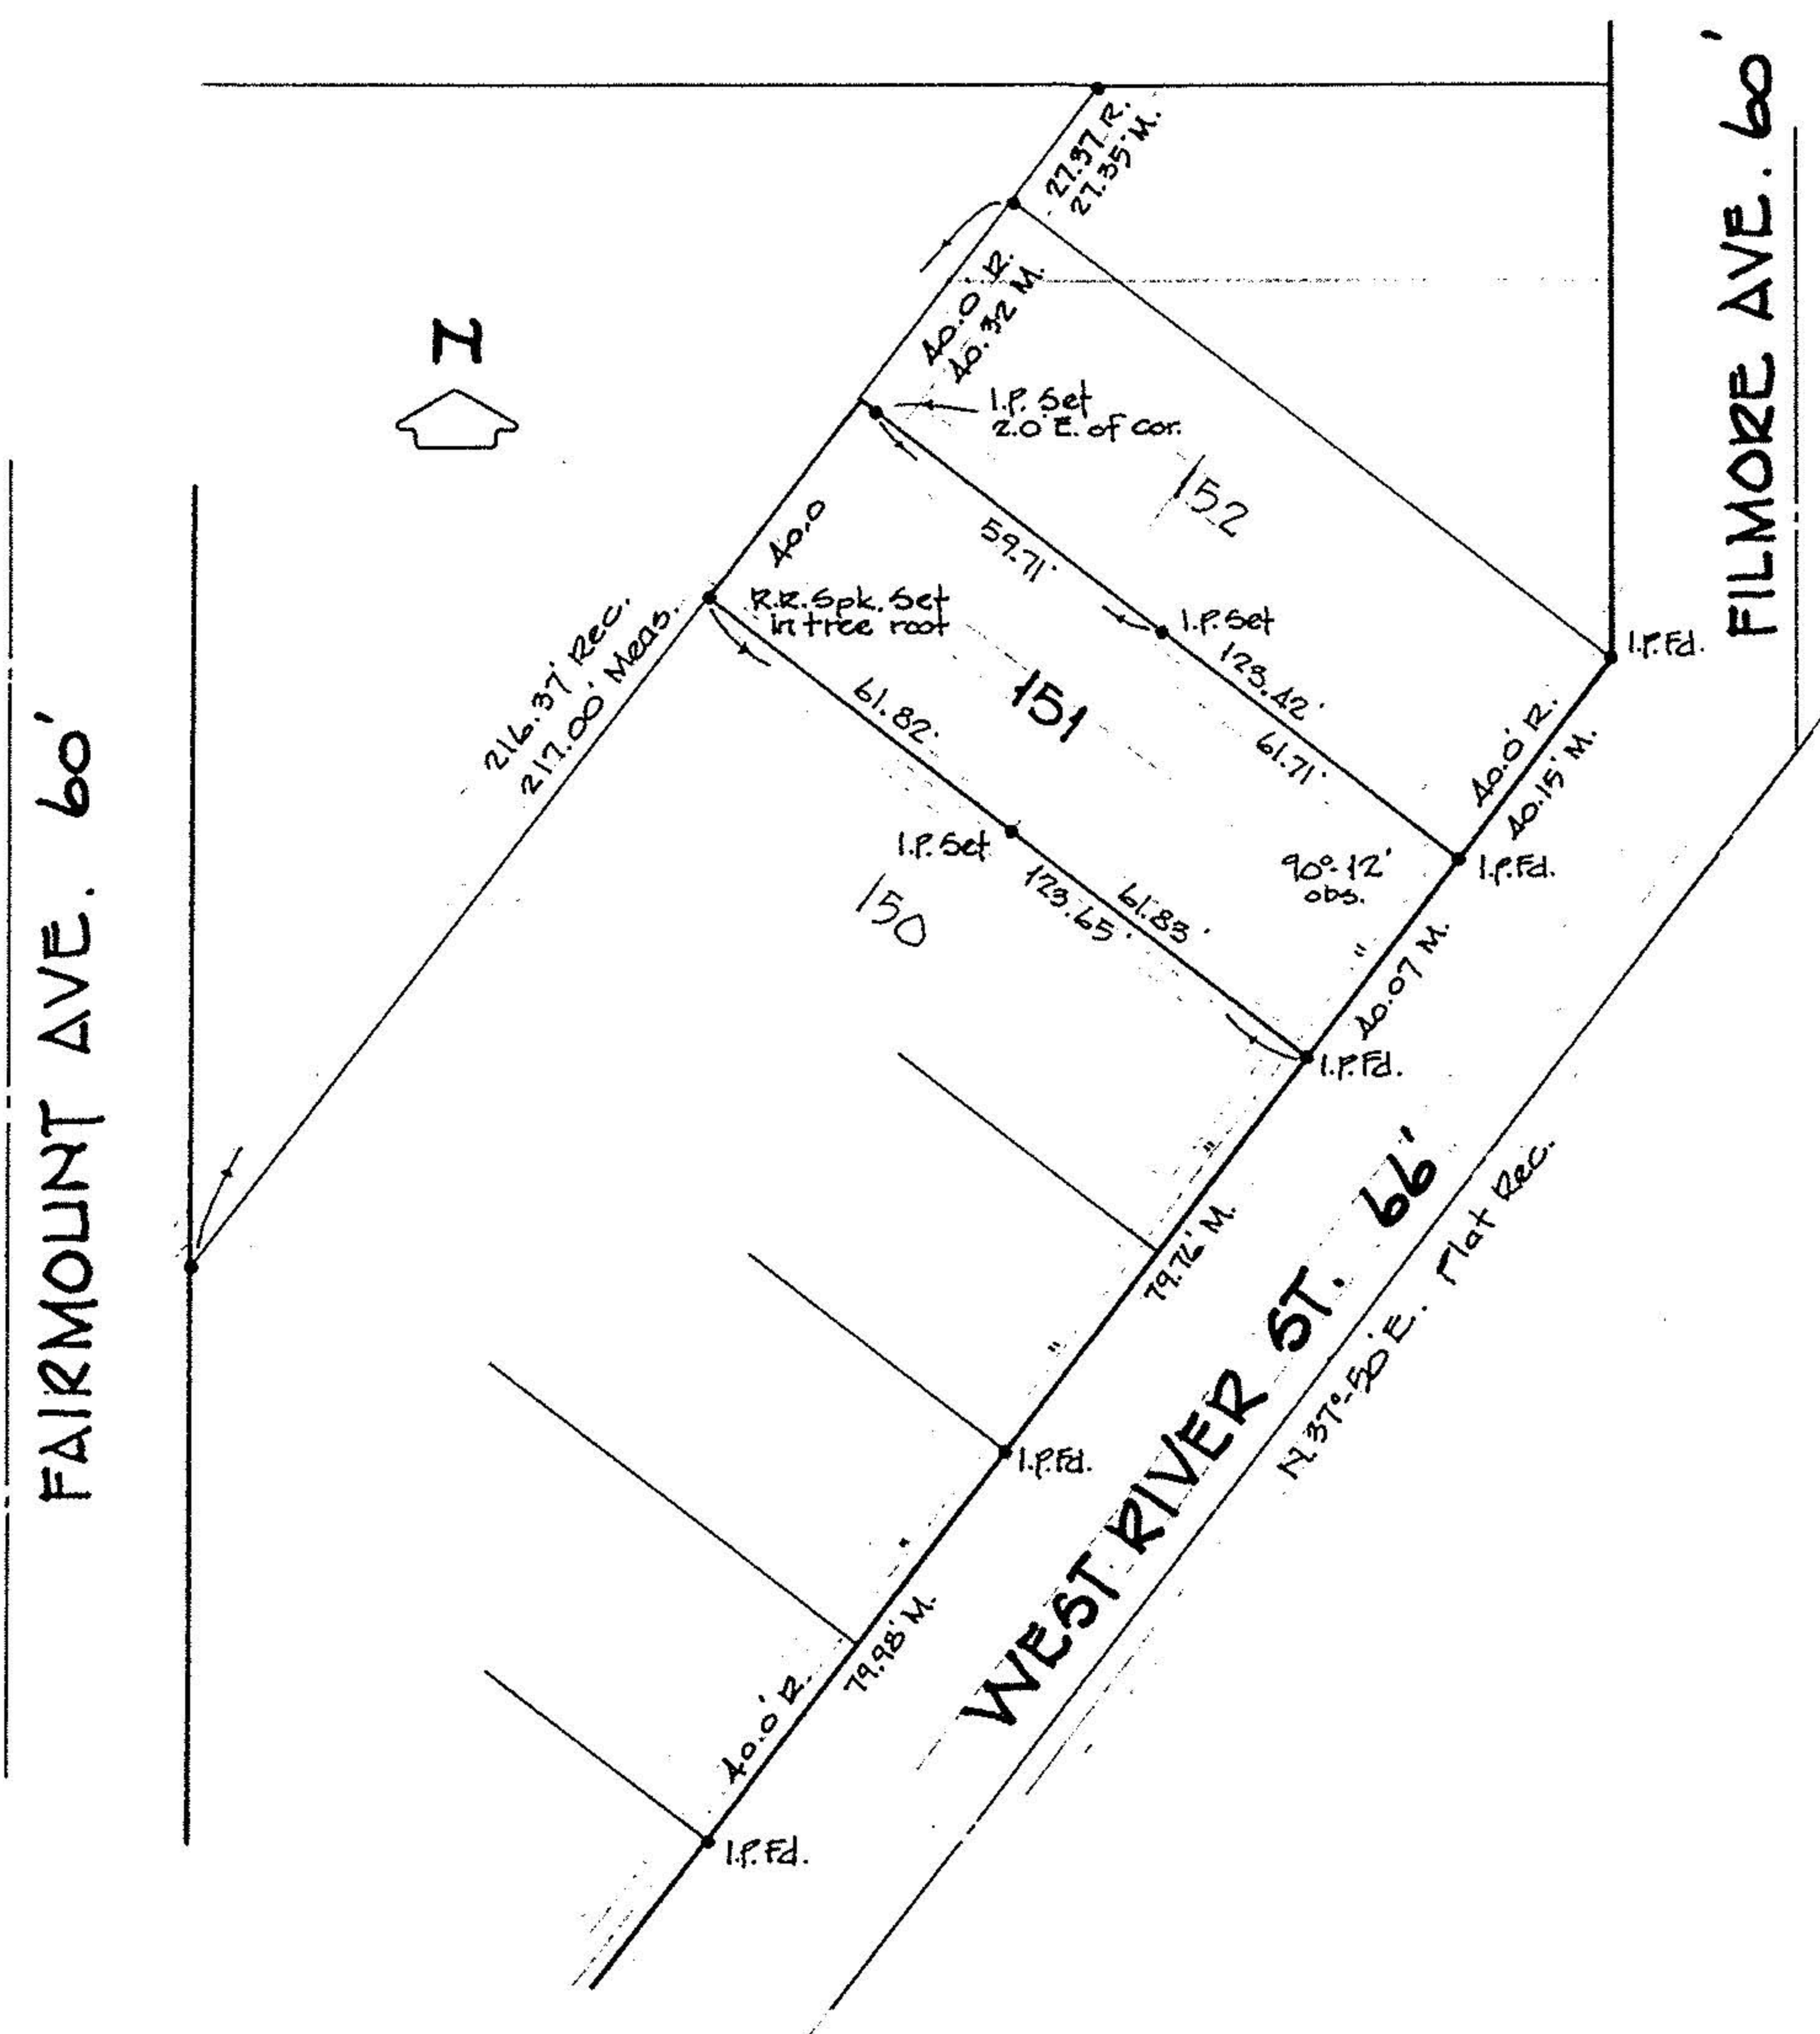 27.37 R.
27.35 M.
40.0' R.
40.32 M.
N
I.P. Set
2.0' E. of cor.
152
40.0
59.71'
R.R. Spk. Set
in tree root
I.P. Set
123.42'
61.71'
I.P. Fd.
216.37' Rec.
217.00' Meas.
151
61.82'
40.0' R.
40.15' M.
I.P. Set
90°-12'
obs.
I.P. Fd.
150
123.65'
61.83'
"
40.07 M.
I.P. Fd.
"
79.76' M.
"
I.P. Fd.
"
79.98' M.
40.0' R.
I.P. Fd.
WEST RIVER ST. 66'
N. 37°-50' E. Plat Rec.
FAIRMOUNT AVE. 60'
FILMORE AVE. 60'